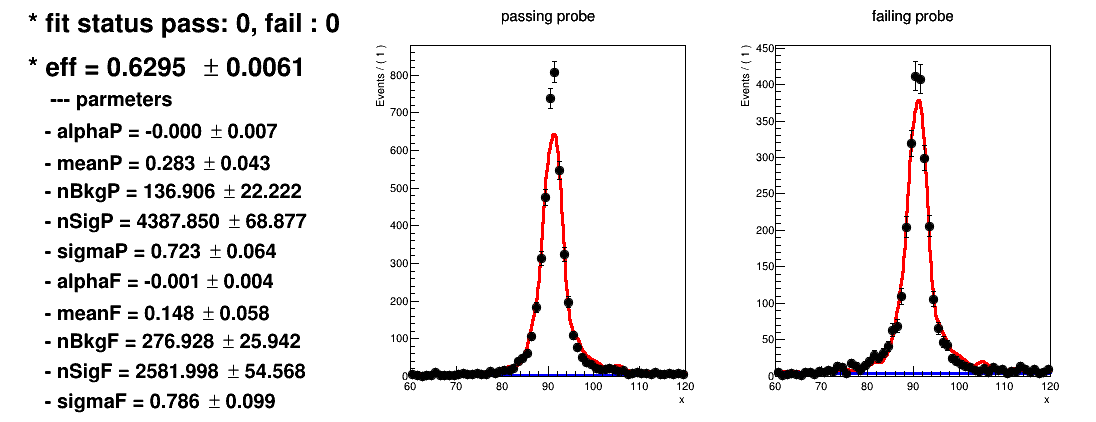 * fit status pass: 0, fail : 0
* eff = 0.6295 ± 0.0061
--- parmeters
- alphaP = -0.000 ± 0.007
- meanP = 0.283 ± 0.043
- nBkgP = 136.906 ± 22.222
- nSigP = 4387.850 ± 68.877
- sigmaP = 0.723 ± 0.064
- alphaF = -0.001 ± 0.004
- meanF = 0.148 ± 0.058
- nBkgF = 276.928 ± 25.942
- nSigF = 2581.998 ± 54.568
- sigmaF = 0.786 ± 0.099
passing probe
Events / ( 1 )
800
700
600
500
400
300
200
100
0
60 70 80 90 100 110 120
x
failing probe
Events / ( 1 )
450
400
350
300
250
200
150
100
50
0
60 70 80 90 100 110 120
x